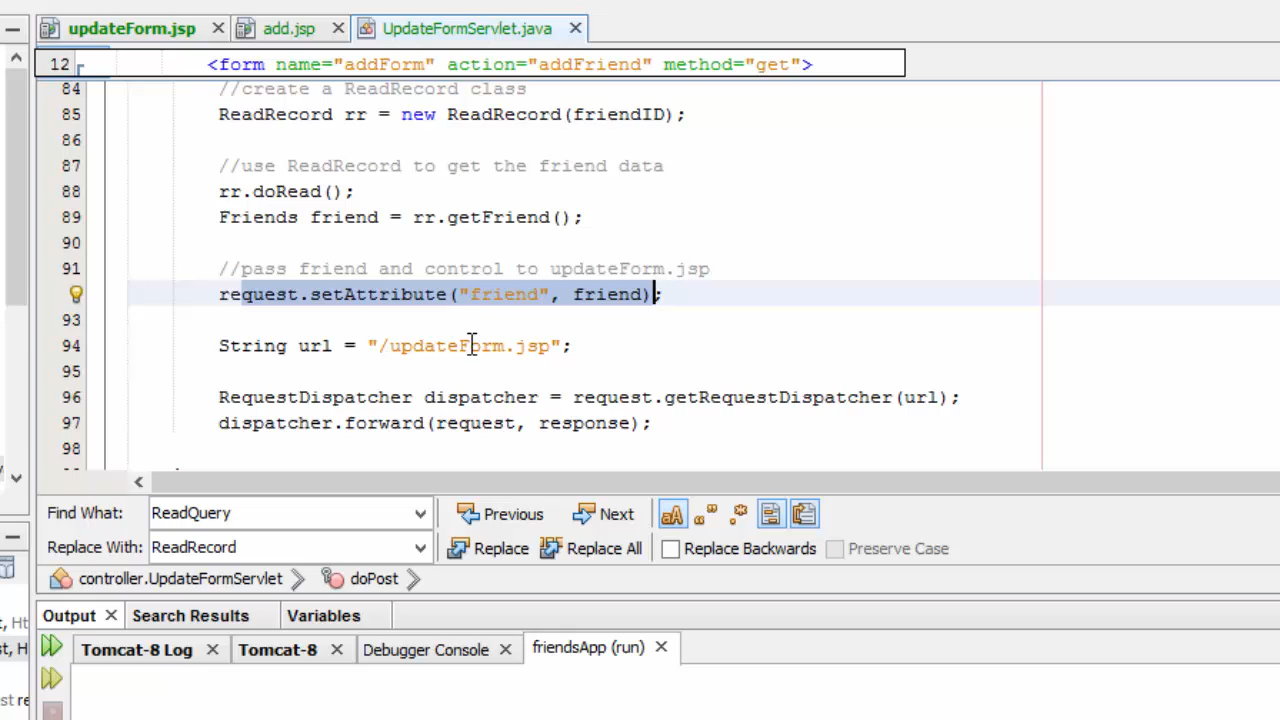 updateForm.jsp add.jsp UpdateFormServlet.java
12 <form name="addForm" action="addFriend" method="get">
84 //create a ReadRecord class
85 ReadRecord rr = new ReadRecord(friendID);
86
87 //use ReadRecord to get the friend data
88 rr.doRead();
89 Friends friend = rr.getFriend();
90
91 //pass friend and control to updateForm.jsp
request.setAttribute("friend", friend);
93
94 String url = "/updateForm.jsp";
95
96 RequestDispatcher dispatcher = request.getRequestDispatcher(url);
97 dispatcher.forward(request, response);
98
Find What: ReadQuery Previous Next
Replace With: ReadRecord Replace Replace All Replace Backwards Preserve Case
controller.UpdateFormServlet doPost
Output Search Results Variables
Tomcat-8 Log Tomcat-8 Debugger Console friendsApp (run)